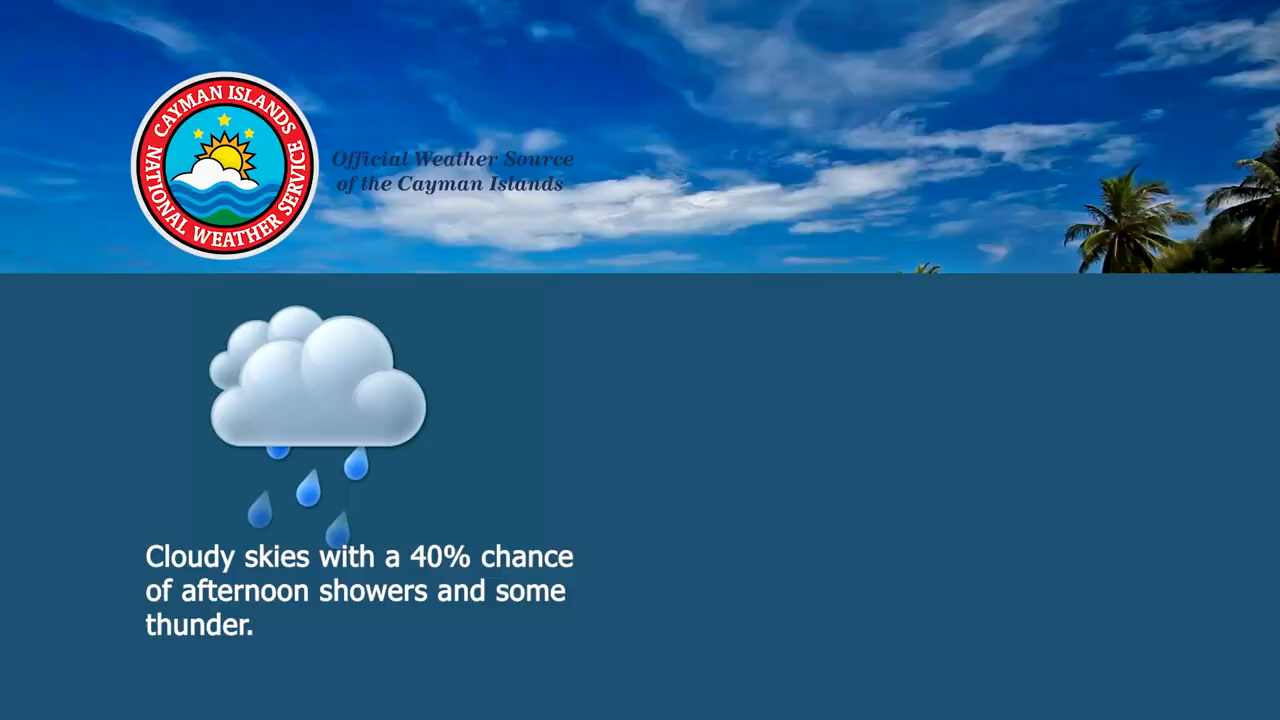 CAYMAN ISLANDS
NATIONAL WEATHER SERVICE
Official Weather Source
of the Cayman Islands
Cloudy skies with a 40% chance
of afternoon showers and some
thunder.